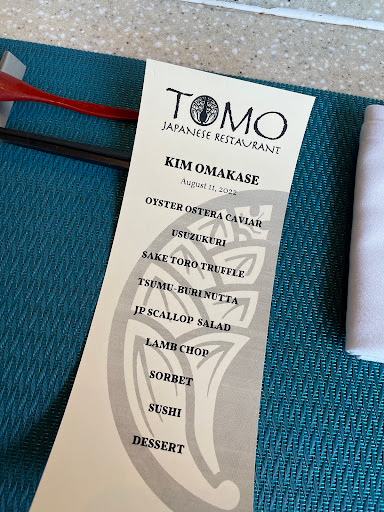 TOMO
JAPANESE RESTAURANT
KIM OMAKASE
August 11, 2022
OYSTER OSTERA CAVIAR
USUZUKURI
SAKE TORO TRUFFLE
TSUMU-BURI NUTTA
JP SCALLOP SALAD
LAMB CHOP
SORBET
SUSHI
DESSERT